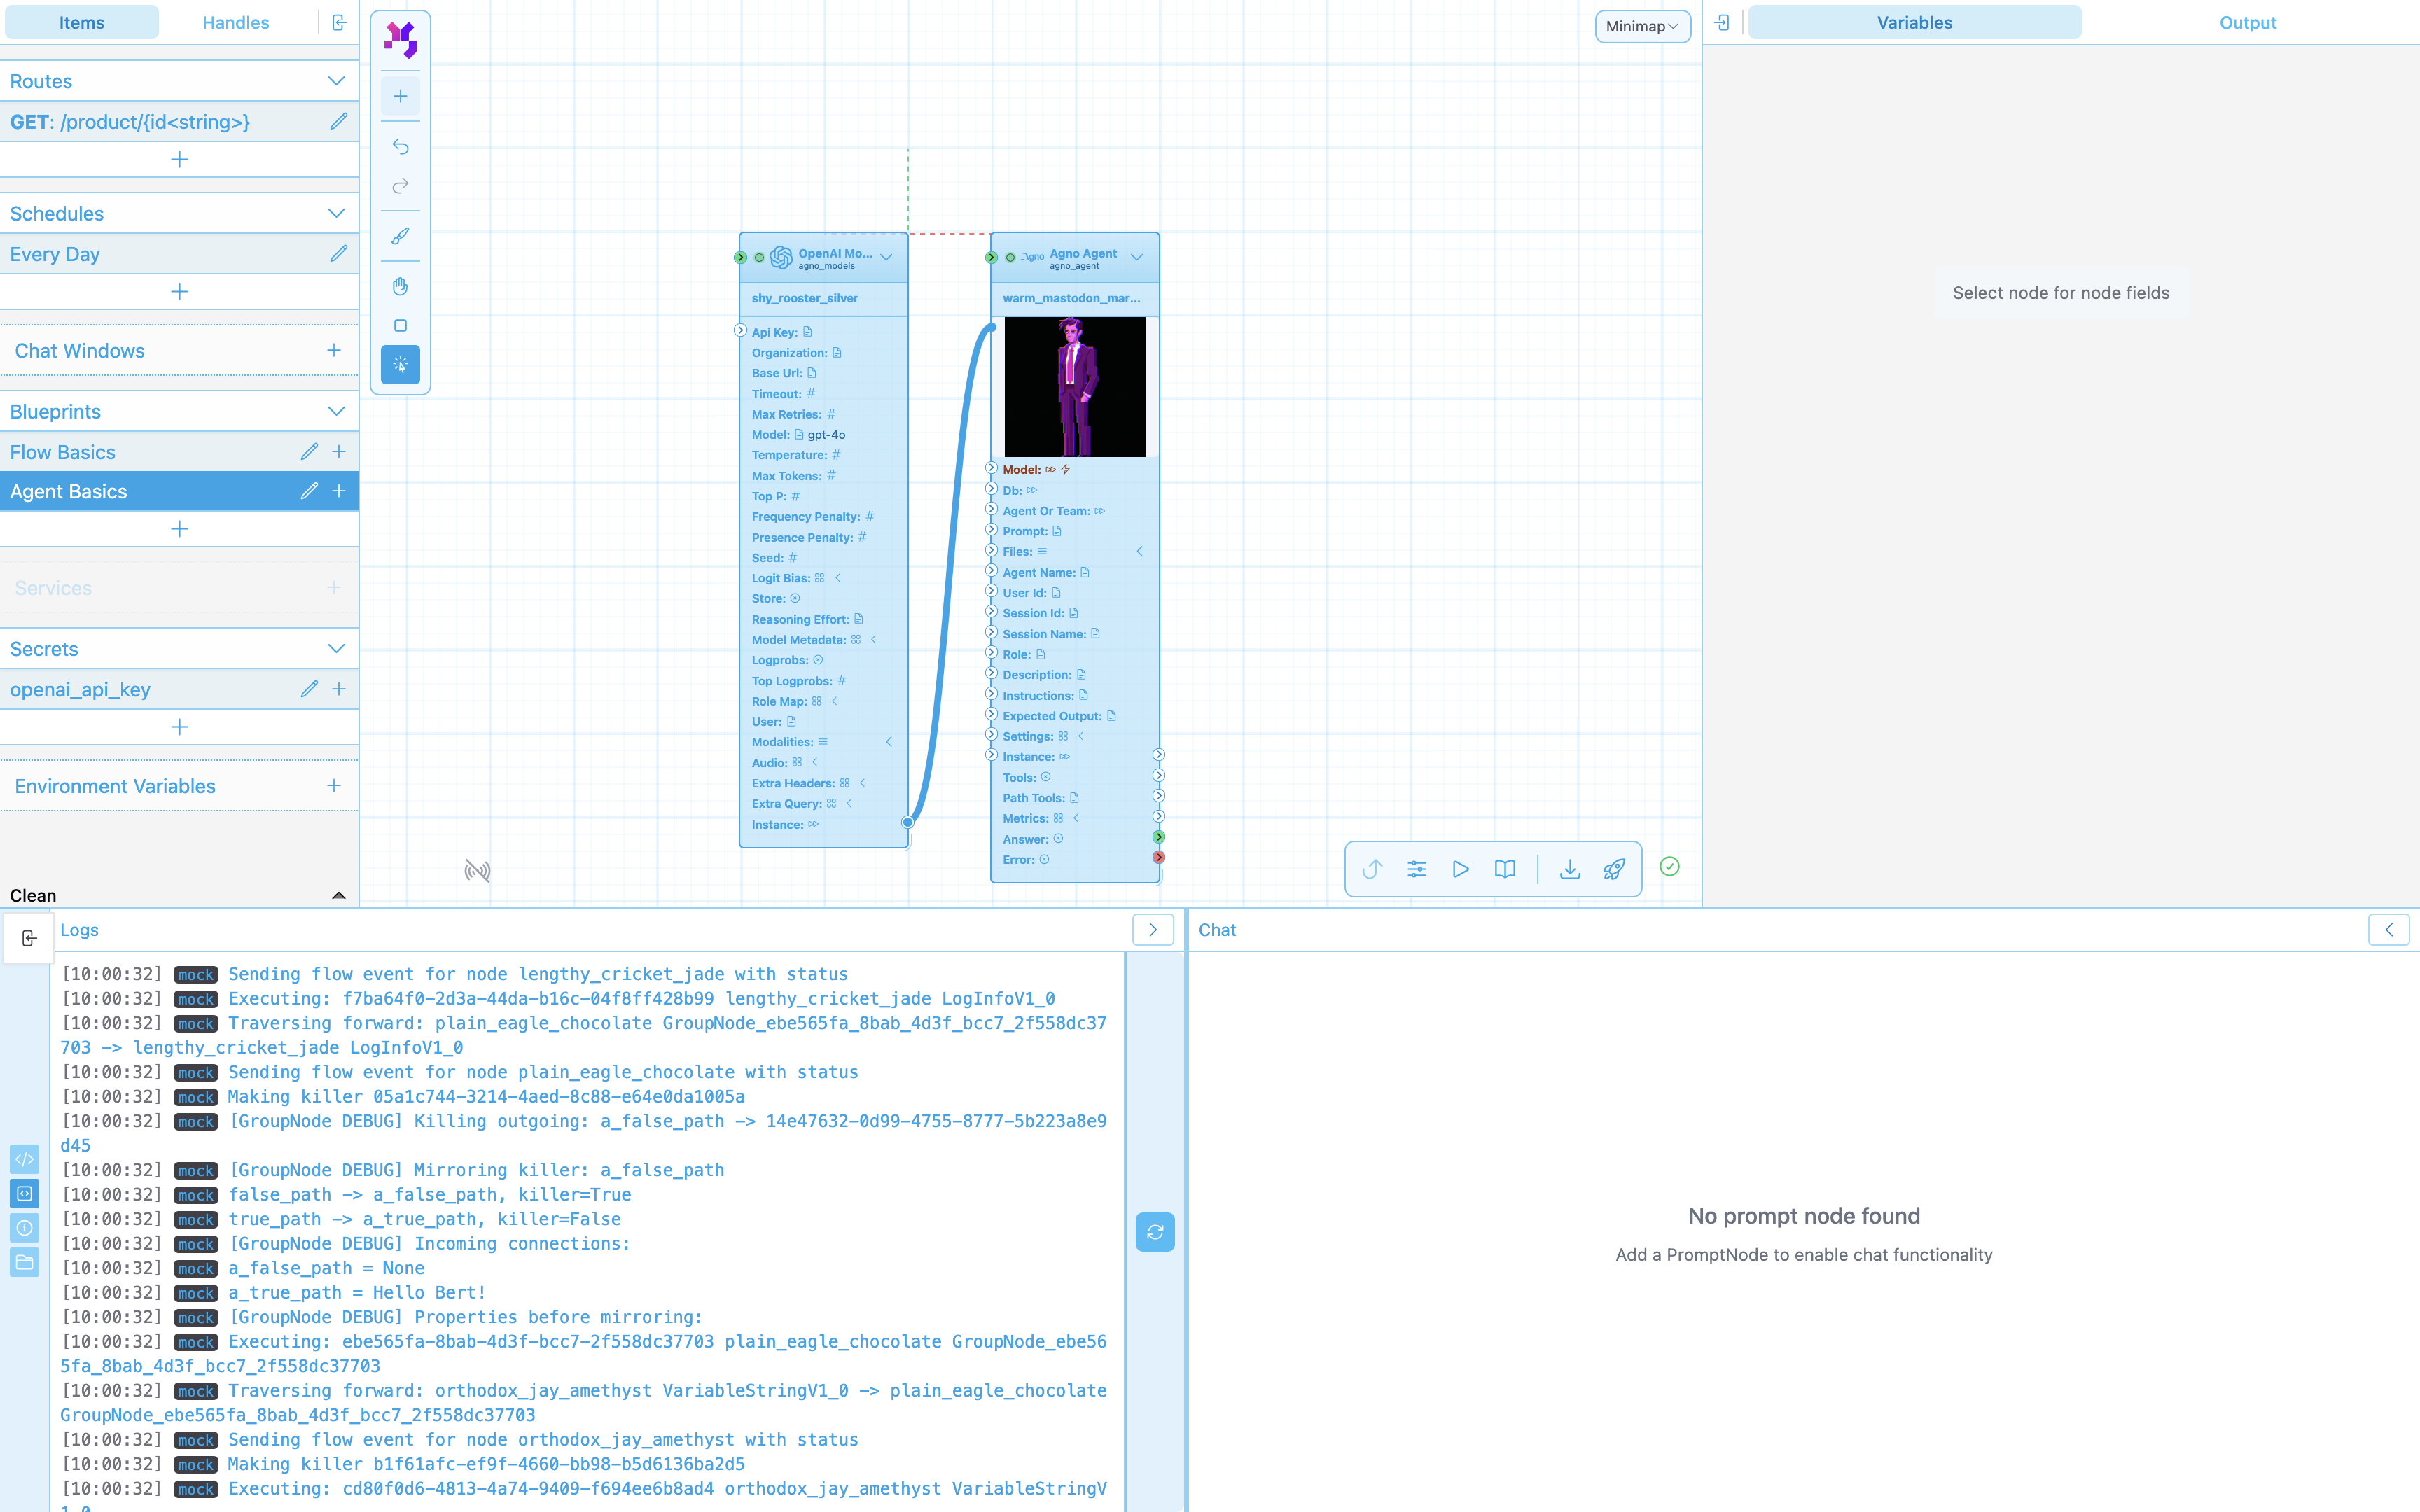 Items
Handles
Routes
GET: /product/{id<string>}
Schedules
Every Day
Chat Windows
Blueprints
Flow Basics
Agent Basics
Services
Secrets
openai_api_key
Environment Variables
Clean
Minimap
OpenAI Mo...
agno_models
shy_rooster_silver
Api Key:
Organization:
Base Url:
Timeout:
Max Retries:
Model: gpt-4o
Temperature:
Max Tokens:
Top P:
Frequency Penalty:
Presence Penalty:
Seed:
Logit Bias:
Store:
Reasoning Effort:
Model Metadata:
Logprobs:
Top Logprobs:
Role Map:
User:
Modalities:
Audio:
Extra Headers:
Extra Query:
Instance:
Agno Agent
agno_agent
warm_mastodon_mar...
Model:
Db:
Agent Or Team:
Prompt:
Files:
Agent Name:
User Id:
Session Id:
Session Name:
Role:
Description:
Instructions:
Expected Output:
Settings:
Instance:
Tools:
Path Tools:
Metrics:
Answer:
Error:
Variables
Output
Select node for node fields
Logs
[10:00:32] mock Sending flow event for node lengthy_cricket_jade with status
[10:00:32] mock Executing: f7ba64f0-2d3a-44da-b16c-04f8ff428b99 lengthy_cricket_jade LogInfoV1_0
[10:00:32] mock Traversing forward: plain_eagle_chocolate GroupNode_ebe565fa_8bab_4d3f_bcc7_2f558dc37
703 -> lengthy_cricket_jade LogInfoV1_0
[10:00:32] mock Sending flow event for node plain_eagle_chocolate with status
[10:00:32] mock Making killer 05a1c744-3214-4aed-8c88-e64e0da1005a
[10:00:32] mock [GroupNode DEBUG] Killing outgoing: a_false_path -> 14e47632-0d99-4755-8777-5b223a8e9
d45
[10:00:32] mock [GroupNode DEBUG] Mirroring killer: a_false_path
[10:00:32] mock false_path -> a_false_path, killer=True
[10:00:32] mock true_path -> a_true_path, killer=False
[10:00:32] mock [GroupNode DEBUG] Incoming connections:
[10:00:32] mock a_false_path = None
[10:00:32] mock a_true_path = Hello Bert!
[10:00:32] mock [GroupNode DEBUG] Properties before mirroring:
[10:00:32] mock Executing: ebe565fa-8bab-4d3f-bcc7-2f558dc37703 plain_eagle_chocolate GroupNode_ebe56
5fa_8bab_4d3f_bcc7_2f558dc37703
[10:00:32] mock Traversing forward: orthodox_jay_amethyst VariableStringV1_0 -> plain_eagle_chocolate
GroupNode_ebe565fa_8bab_4d3f_bcc7_2f558dc37703
[10:00:32] mock Sending flow event for node orthodox_jay_amethyst with status
[10:00:32] mock Making killer b1f61afc-ef9f-4660-bb98-b5d6136ba2d5
[10:00:32] mock Executing: cd80f0d6-4813-4a74-9409-f694ee6b8ad4 orthodox_jay_amethyst VariableStringV
Chat
No prompt node found
Add a PromptNode to enable chat functionality